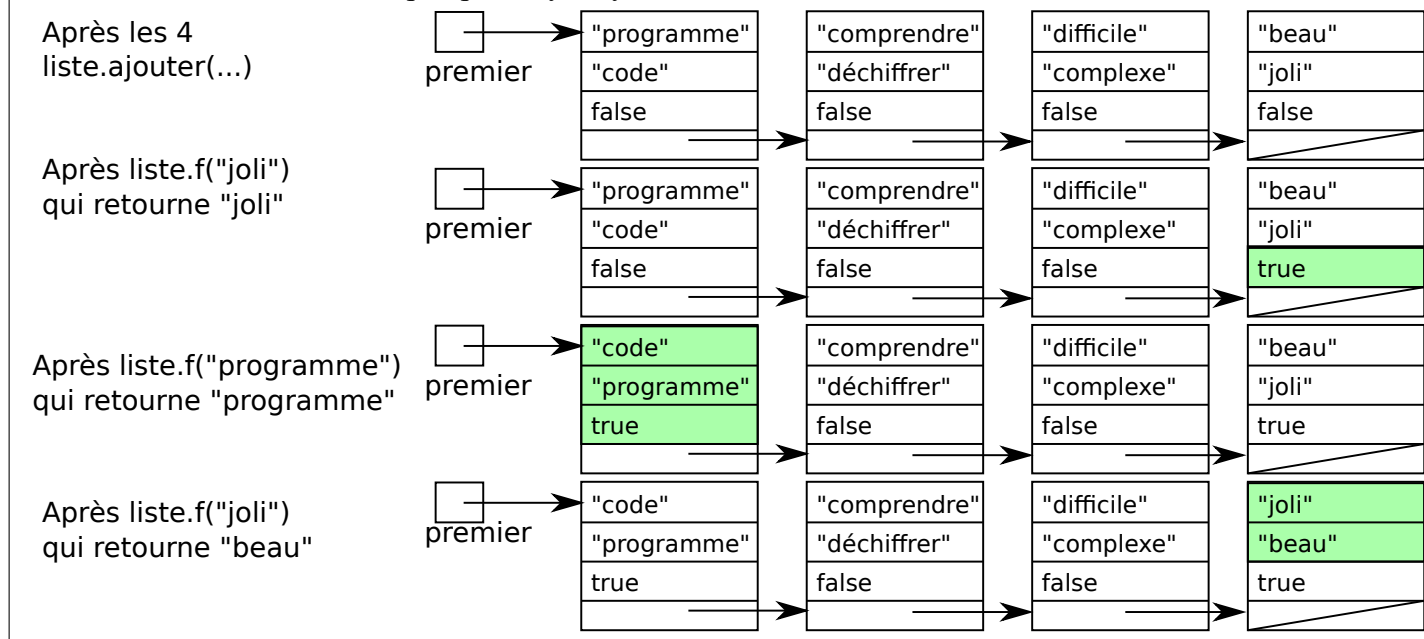 Après les 4
liste.ajouter(...)
premier
"programme" "comprendre" "difficile" "beau"
"code" "déchiffrer" "complexe" "joli"
false false false false
Après liste.f("joli")
qui retourne "joli"
premier
"programme" "comprendre" "difficile" "beau"
"code" "déchiffrer" "complexe" "joli"
false false false true
Après liste.f("programme")
qui retourne "programme"
premier
"code" "comprendre" "difficile" "beau"
"programme" "déchiffrer" "complexe" "joli"
true false false true
Après liste.f("joli")
qui retourne "beau"
premier
"code" "comprendre" "difficile" "joli"
"programme" "déchiffrer" "complexe" "beau"
true false false true